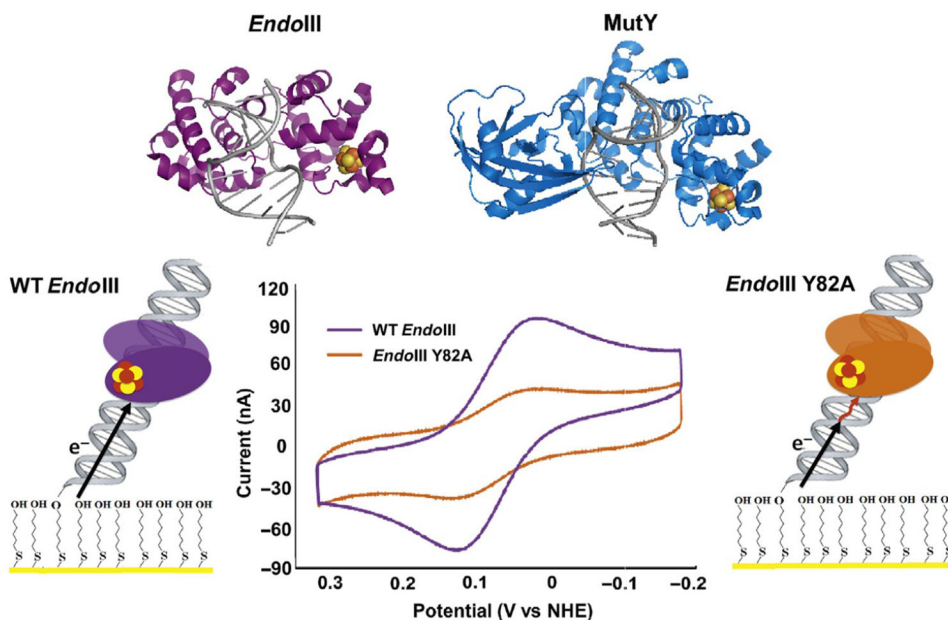 EndoIII
MutY
WT EndoIII
e–
OH OH O OH OH OH OH OH OH
S S S S S S S S S
120
90
60
30
0
–30
–60
–90
Current (nA)
WT EndoIII
EndoIII Y82A
0.3 0.2 0.1 0 –0.1 –0.2
Potential (V vs NHE)
EndoIII Y82A
e–
OH OH O OH OH OH OH OH OH OH
S S S S S S S S S